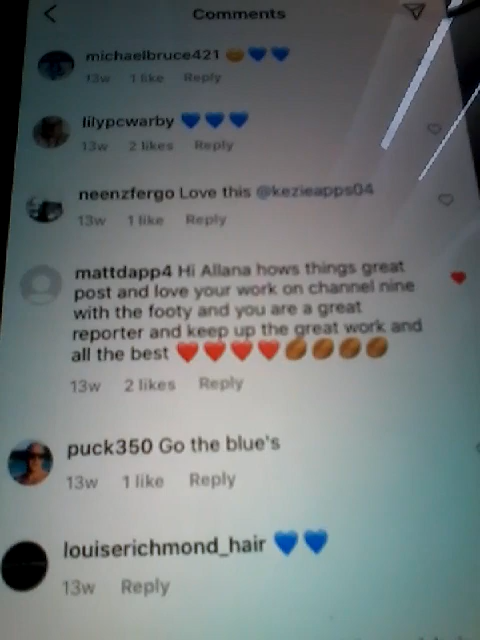 Comments
michaelbruce421 😊💙💙
13w 1 like Reply
lilypcwarby 💙💙💙
13w 2 likes Reply
neenzfergo Love this @kezieapps04
13w 1 like Reply
mattdapp4 Hi Allana hows things great
post and love your work on channel nine
with the footy and you are a great
reporter and keep up the great work and
all the best ❤️❤️❤️❤️🏉🏉🏉🏉
13w 2 likes Reply
puck350 Go the blue's
13w 1 like Reply
louiserichmond_hair 💙💙
13w Reply